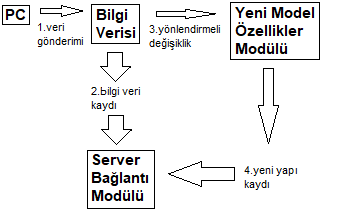 PC
1.veri
gönderimi
Bilgi
Verisi
3.yönlendirmeli
değişiklik
Yeni Model
Özellikler
Modülü
2.bilgi veri
kaydı
Server
Bağlantı
Modülü
4.yeni yapı
kaydı